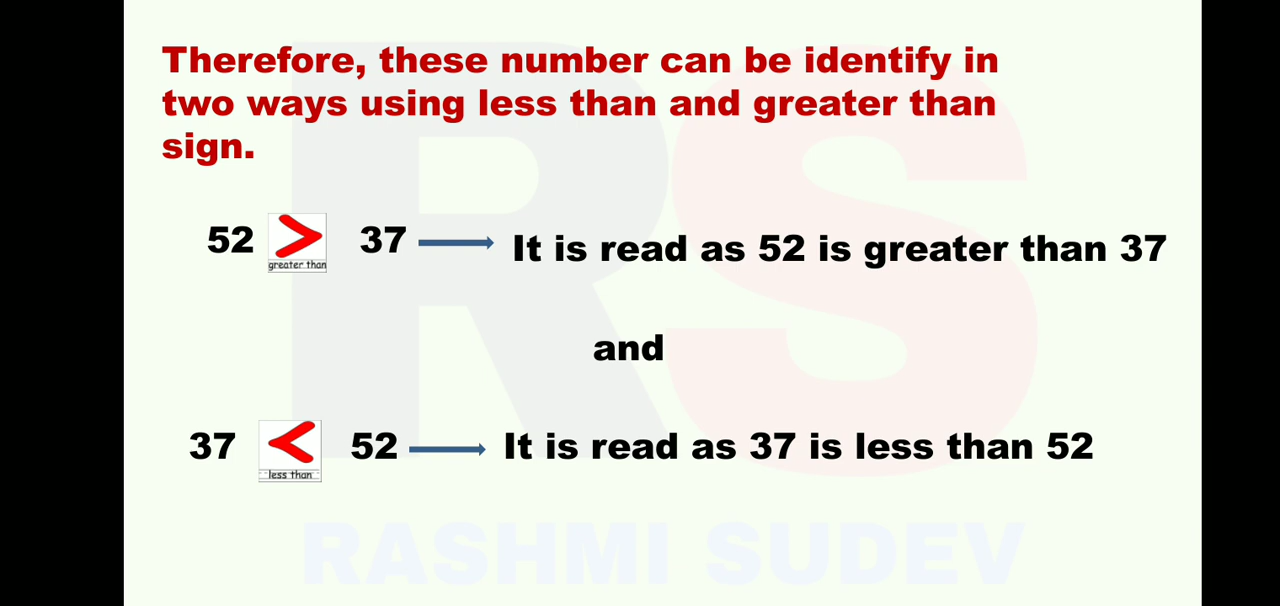 Therefore, these number can be identify in
two ways using less than and greater than
sign.
52 > 37 It is read as 52 is greater than 37
greater than
and
37 < 52 It is read as 37 is less than 52
less than
RS
RASHMI SUDEV